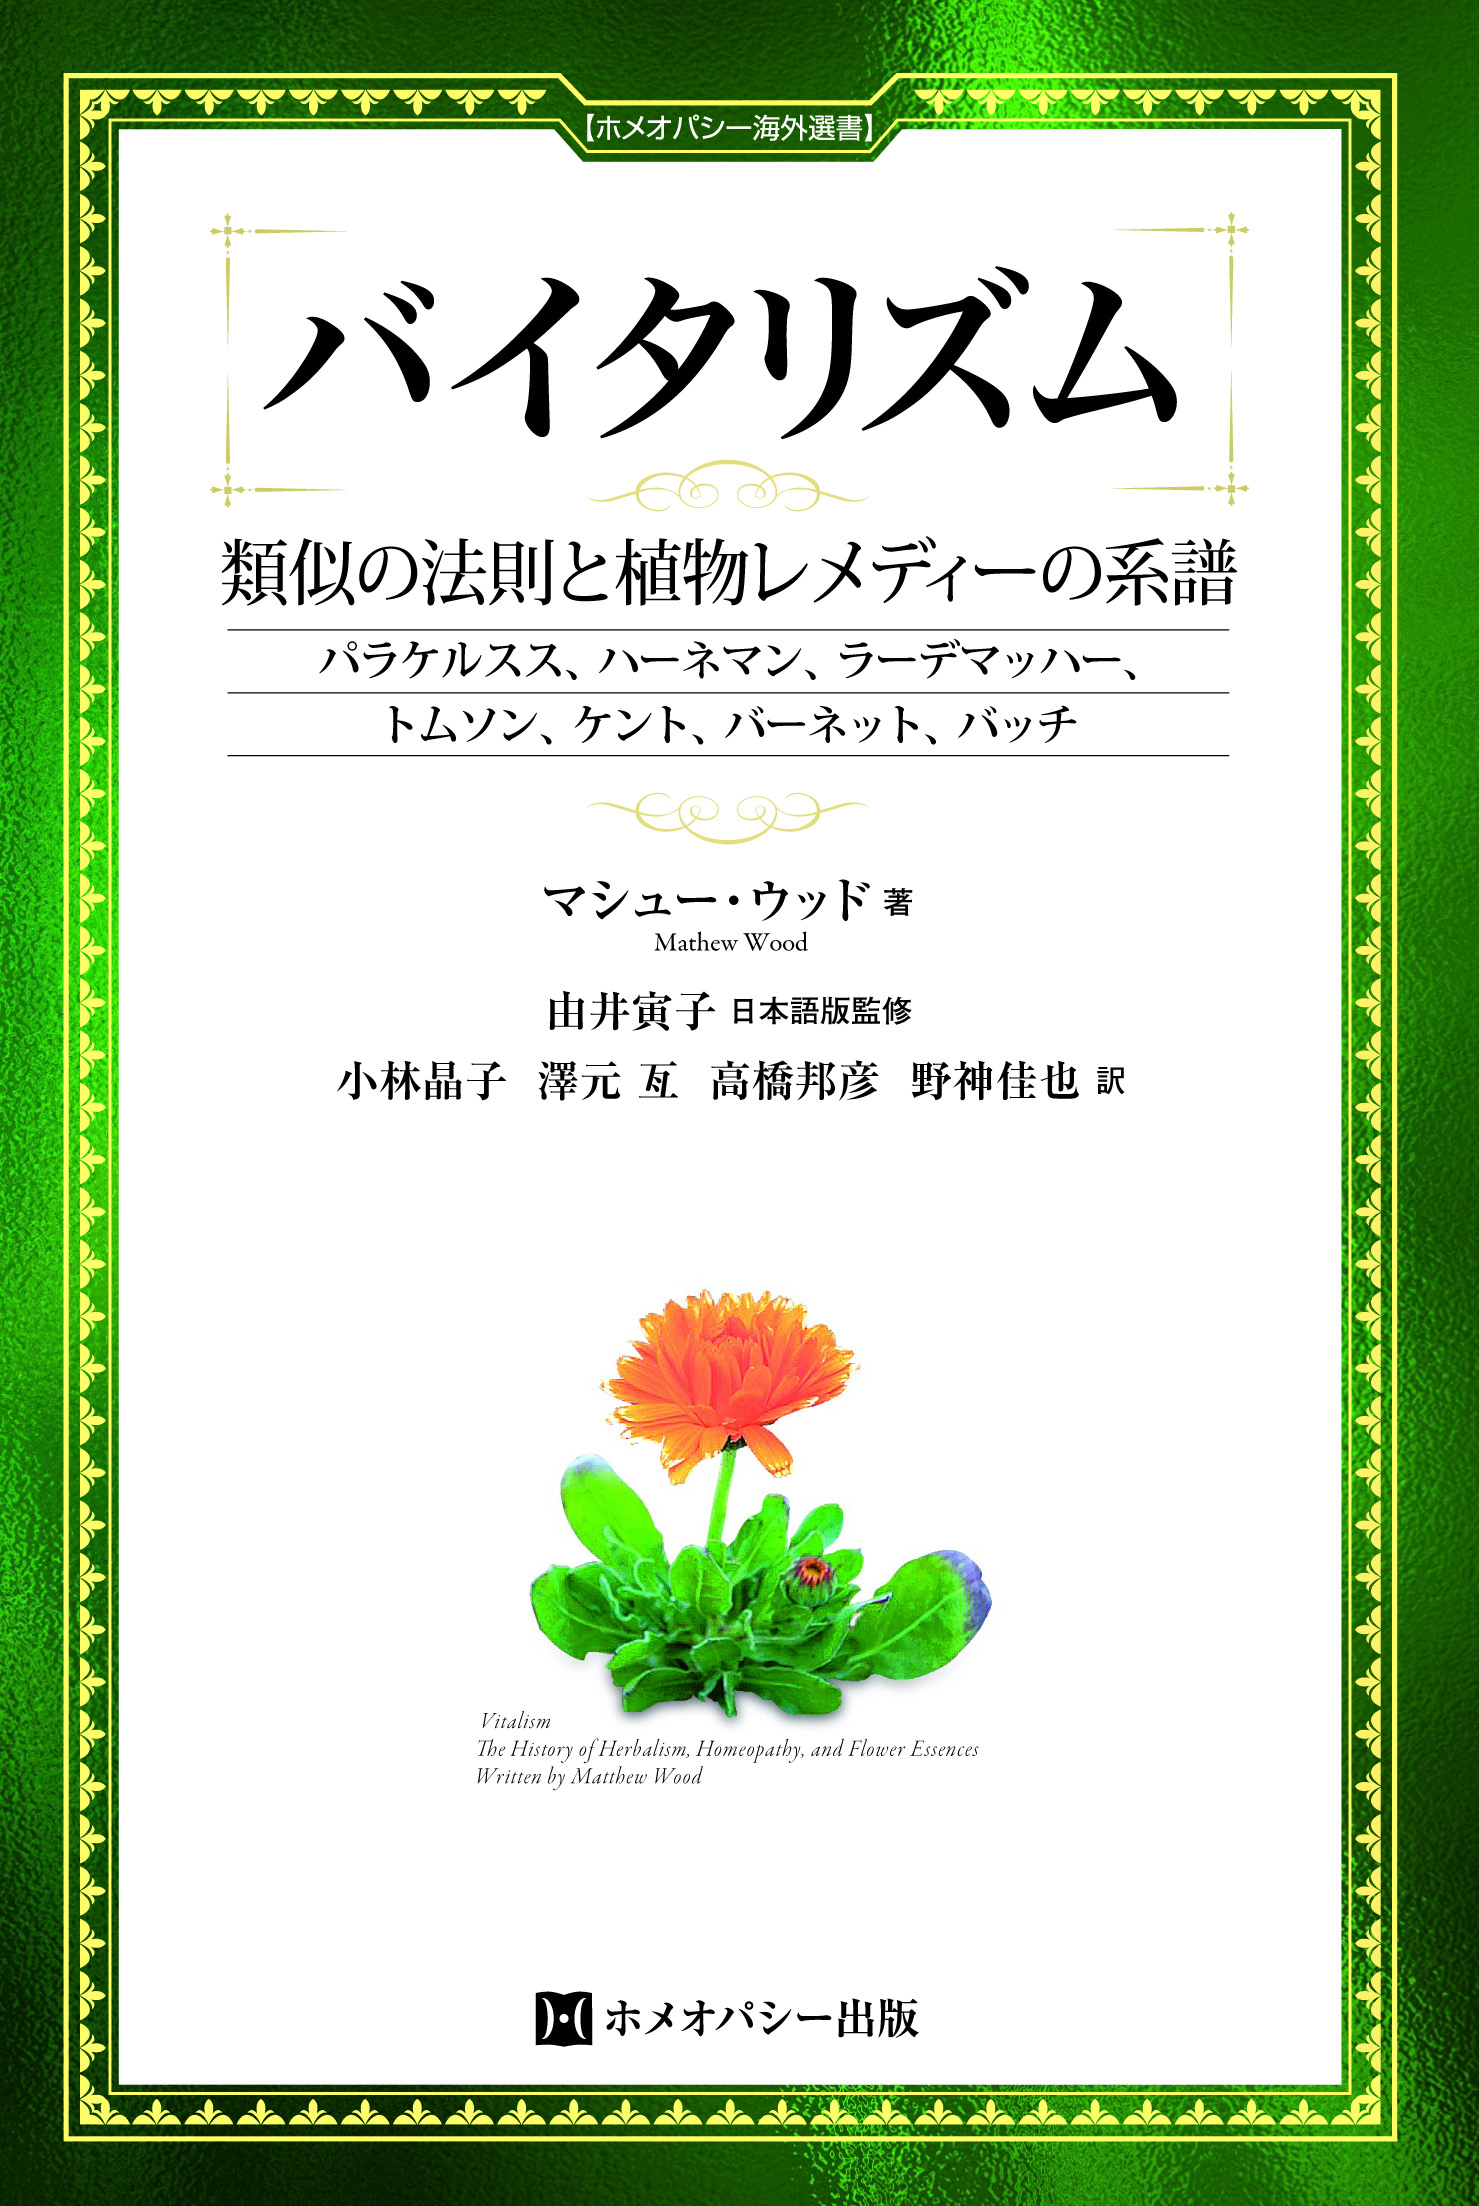 【ホメオパシー海外選書】
バイタリズム
類似の法則と植物レメディーの系譜
パラケルスス、ハーネマン、ラーデマッハー、
トムソン、ケント、バーネット、バッチ
マシュー・ウッド 著
Mathew Wood
由井寅子 日本語版監修
小林晶子 澤元 亙 高橋邦彦 野神佳也 訳
Vitalism
The History of Herbalism, Homeopathy, and Flower Essences
Written by Matthew Wood
ホメオパシー出版